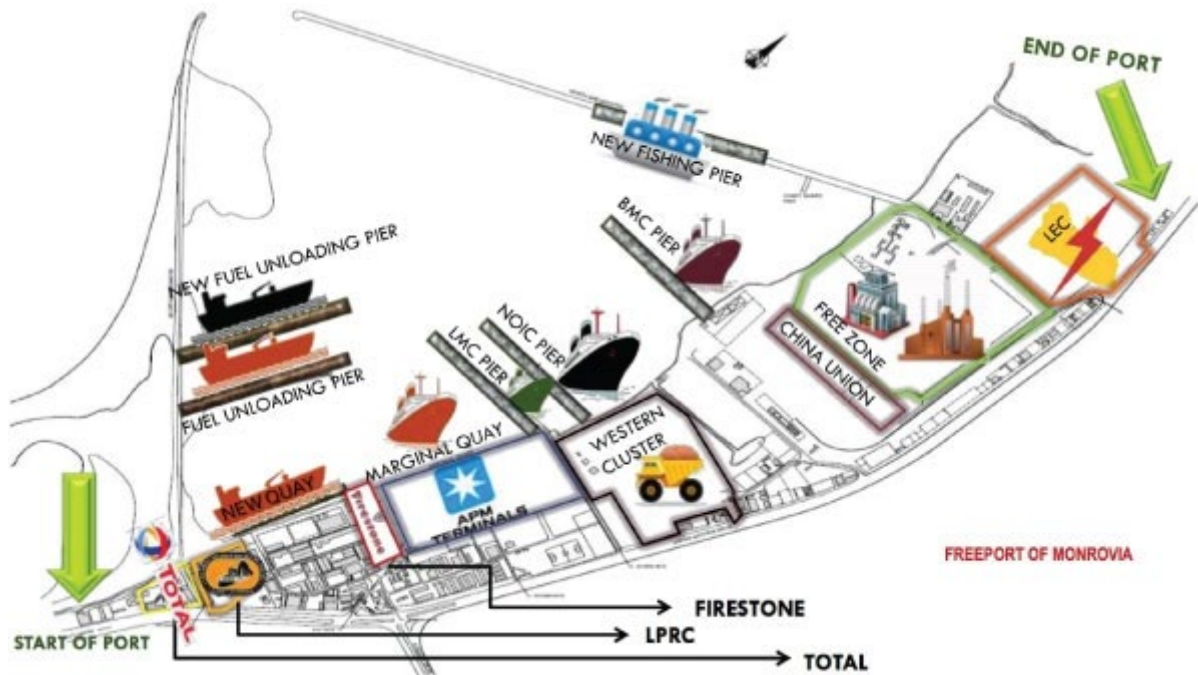 END OF PORT
NEW FISHING PIER
BMC PIER
LEC
NEW FUEL UNLOADING PIER
NOIC PIER
LMC PIER
FREE ZONE
CHINA UNION
FUEL UNLOADING PIER
MARGINAL QUAY
WESTERN
CLUSTER
NEW QUAY
Firestone
APM
TERMINALS
FREEPORT OF MONROVIA
TOTAL
START OF PORT
FIRESTONE
LPRC
TOTAL